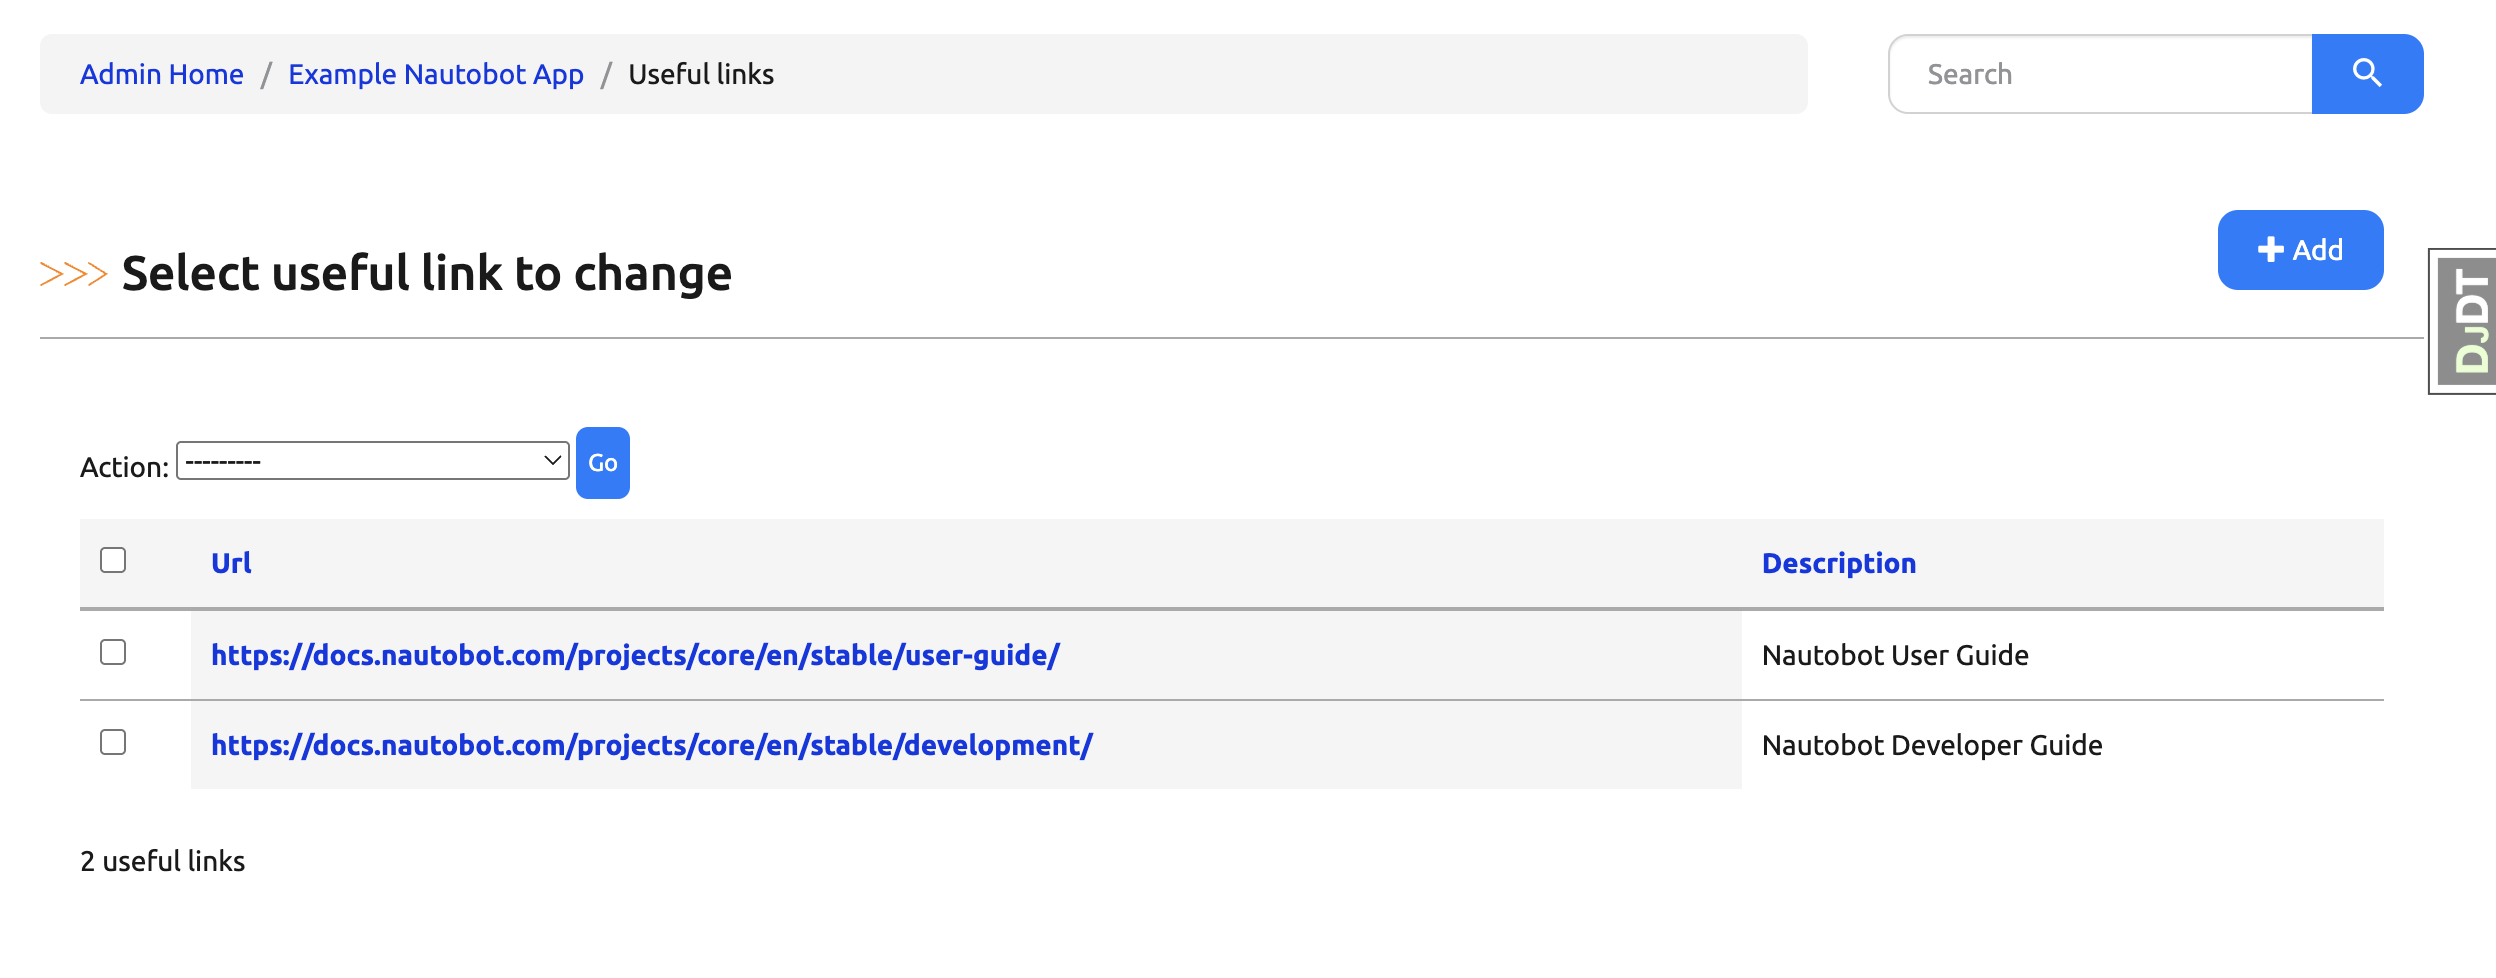 Admin Home / Example Nautobot App / Useful links
Search
>>> Select useful link to change
Add
DJDT
Action: --------- Go
Url Description
https://docs.nautobot.com/projects/core/en/stable/user-guide/ Nautobot User Guide
https://docs.nautobot.com/projects/core/en/stable/development/ Nautobot Developer Guide
2 useful links